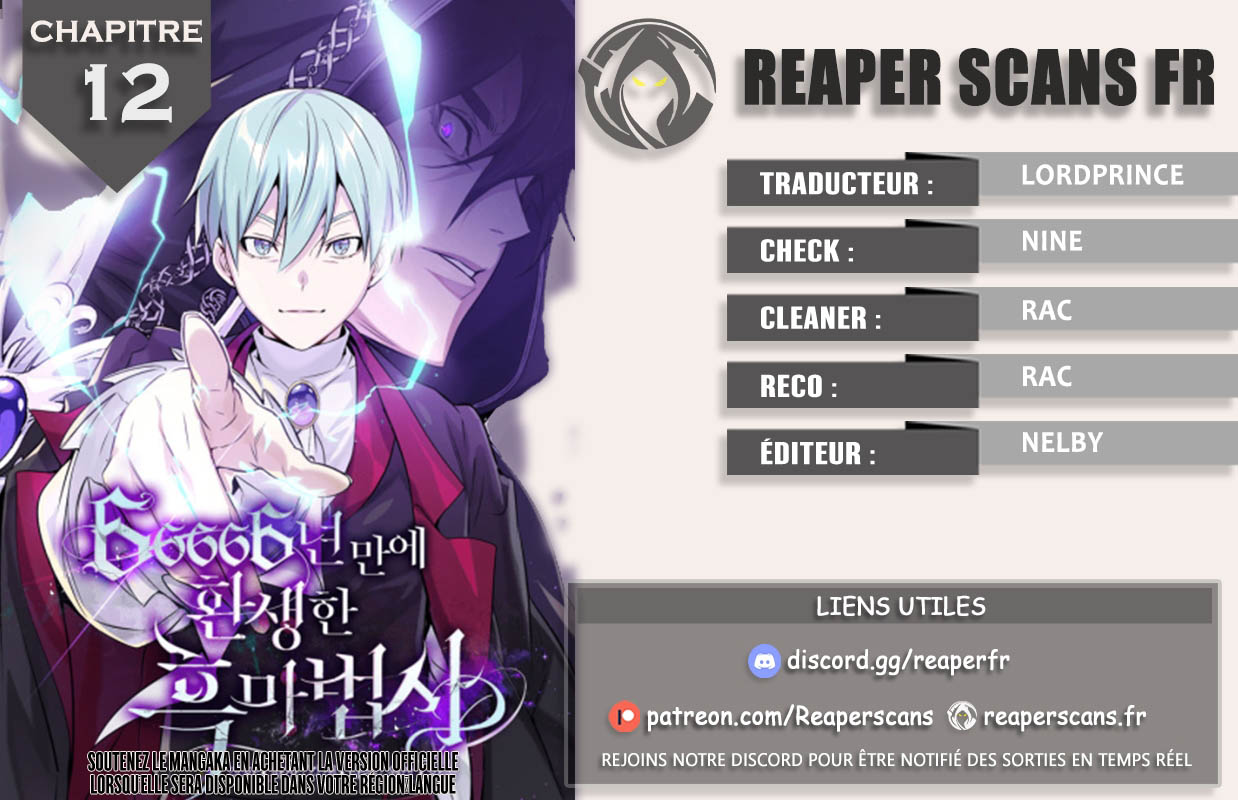 CHAPITRE
12
66666년 만에
환생한
흑마법사
SOUTENEZ LE MANGAKA EN ACHETANT LA VERSION OFFICIELLE
LORSQU'ELLE SERA DISPONIBLE DANS VOTRE REGION/LANGUE
REAPER SCANS FR
TRADUCTEUR : LORDPRINCE
CHECK : NINE
CLEANER : RAC
RECO : RAC
ÉDITEUR : NELBY
LIENS UTILES
discord.gg/reaperfr
patreon.com/Reaperscans reaperscans.fr
REJOINS NOTRE DISCORD POUR ÊTRE NOTIFIÉ DES SORTIES EN TEMPS RÉEL